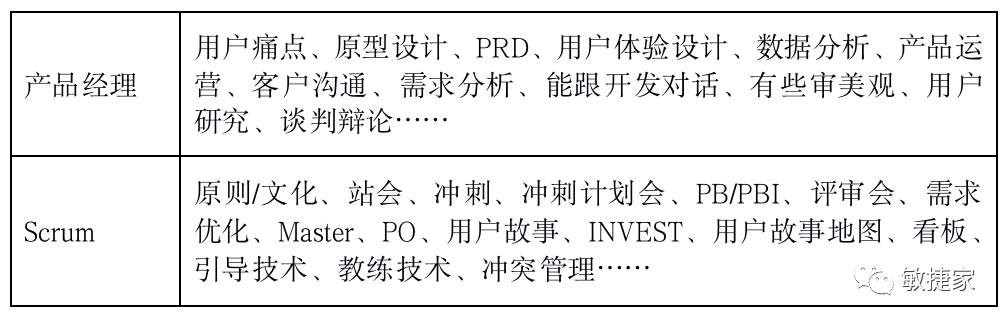 产品经理
用户痛点、原型设计、PRD、用户体验设计、数据分析、产品运
营、客户沟通、需求分析、能跟开发对话、有些审美观、用户
研究、谈判辩论……
Scrum
原则/文化、站会、冲刺、冲刺计划会、PB/PBI、评审会、需求
优化、Master、PO、用户故事、INVEST、用户故事地图、看板、
引导技术、教练技术、冲突管理……
敏捷家